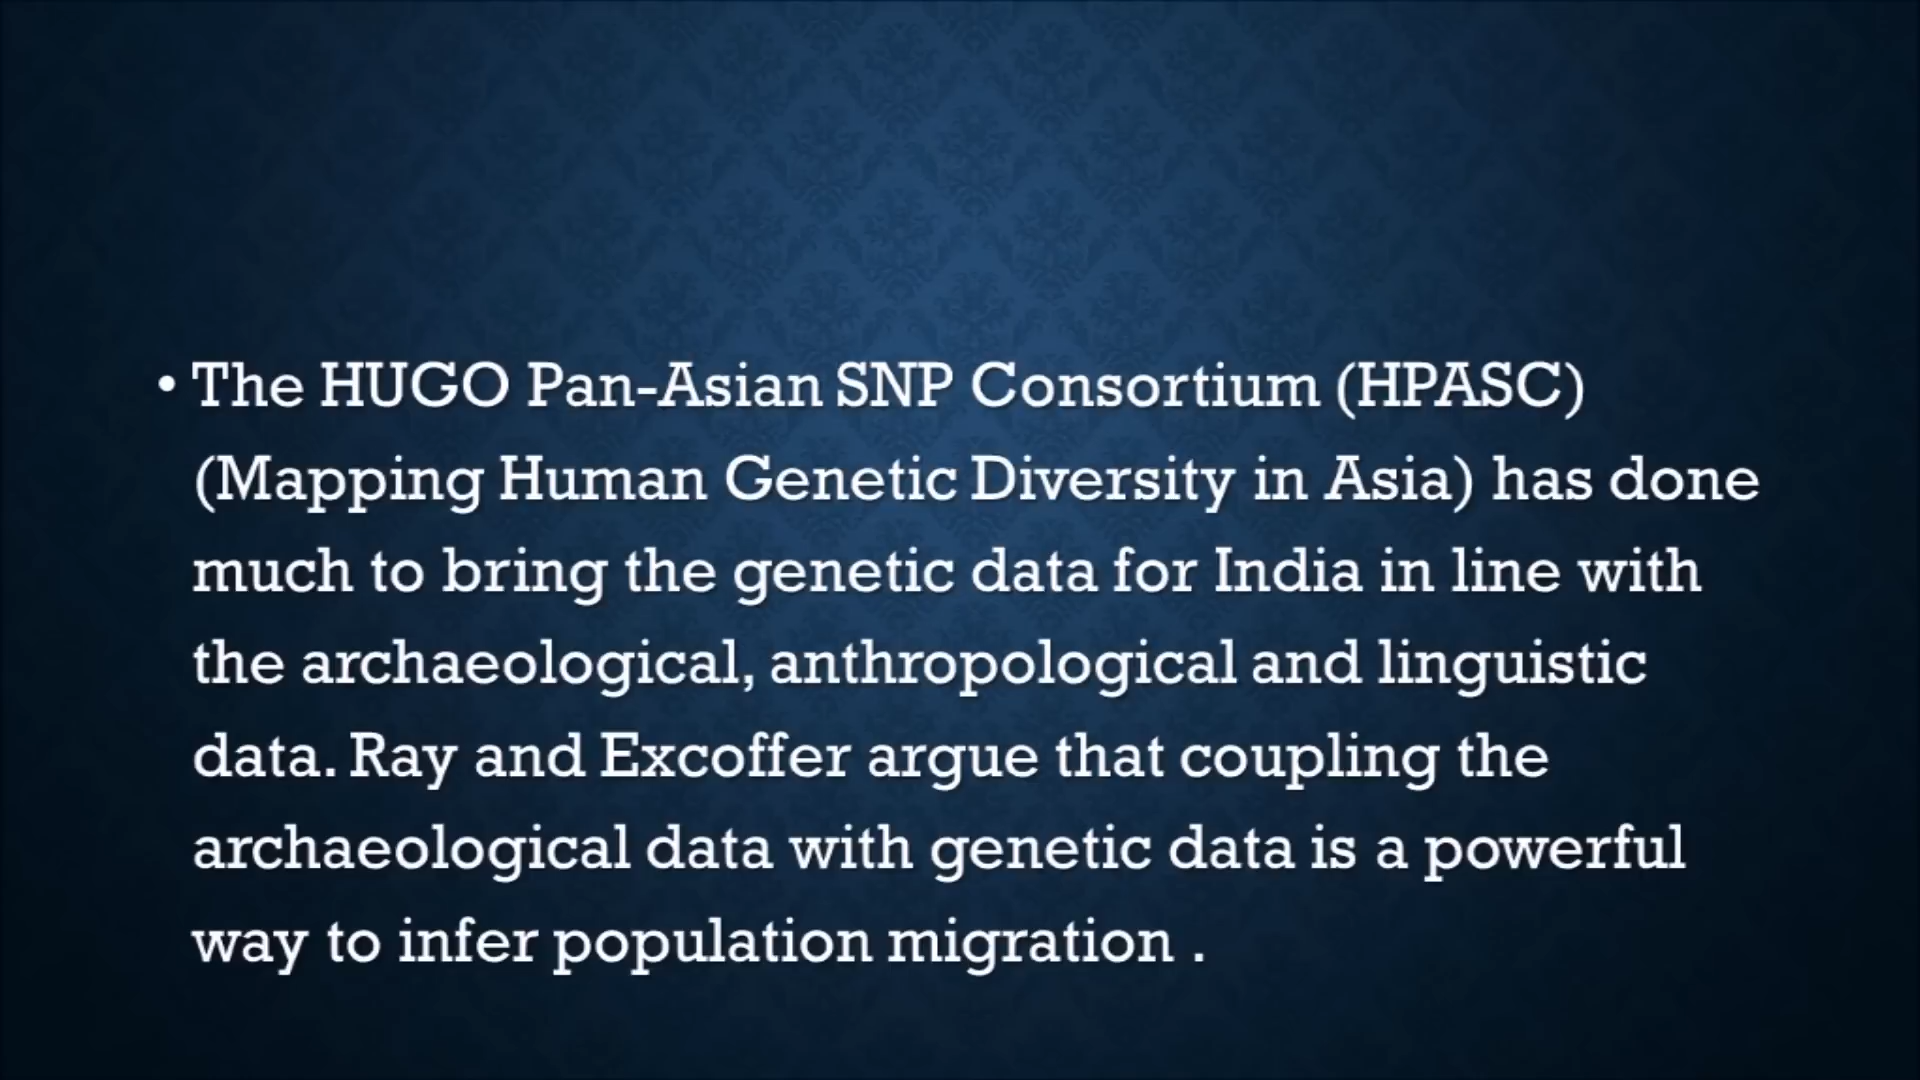 • The HUGO Pan-Asian SNP Consortium (HPASC)
(Mapping Human Genetic Diversity in Asia) has done
much to bring the genetic data for India in line with
the archaeological, anthropological and linguistic
data. Ray and Excoffer argue that coupling the
archaeological data with genetic data is a powerful
way to infer population migration .